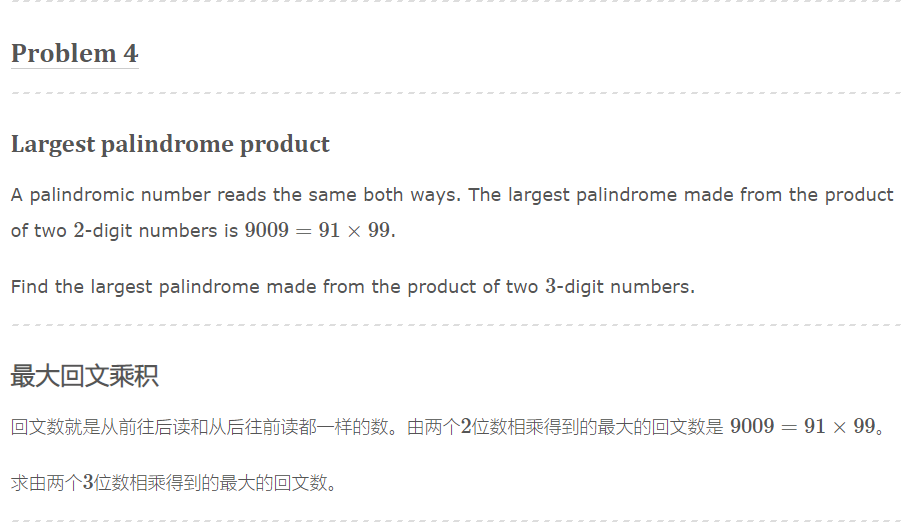 Problem 4
Largest palindrome product
A palindromic number reads the same both ways. The largest palindrome made from the product
of two 2-digit numbers is 9009 = 91 × 99.
Find the largest palindrome made from the product of two 3-digit numbers.
最大回文乘积
回文数就是从前往后读和从后往前读都一样的数。由两个2位数相乘得到的最大的回文数是 9009 = 91 × 99。
求由两个3位数相乘得到的最大的回文数。